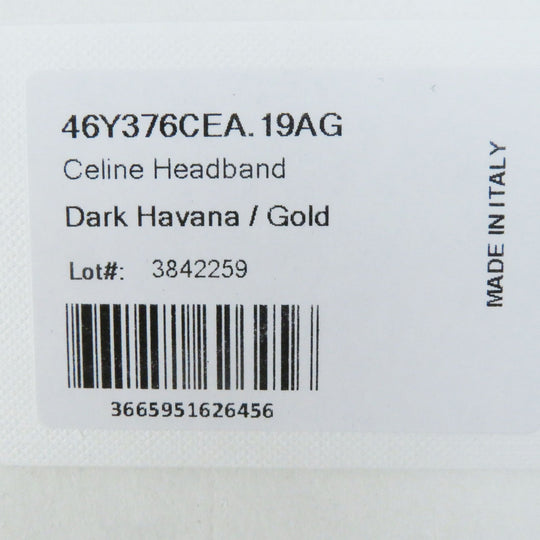 46Y376CEA.19AG
Celine Headband
Dark Havana / Gold
Lot#: 3842259
3665951626456
MADE IN ITALY